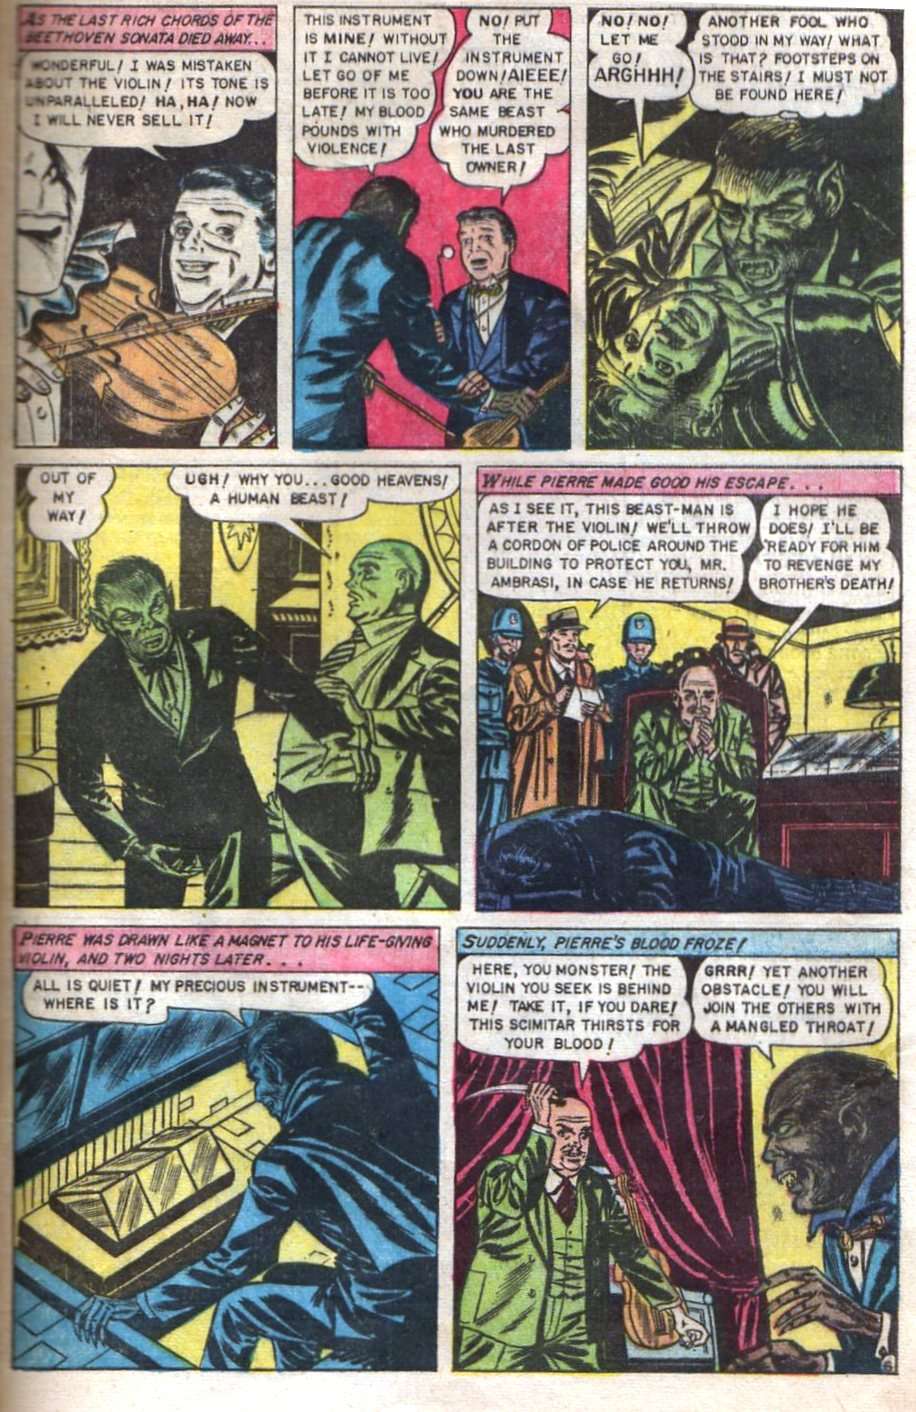 AS THE LAST RICH CHORDS OF THE
BEETHOVEN SONATA DIED AWAY...
WONDERFUL! I WAS MISTAKEN
ABOUT THE VIOLIN! ITS TONE IS
UNPARALLELED! HA, HA! NOW
I WILL NEVER SELL IT!
THIS INSTRUMENT
IS MINE! WITHOUT
IT I CANNOT LIVE!
LET GO OF ME
BEFORE IT IS TOO
LATE! MY BLOOD
POUNDS WITH
VIOLENCE!
NO! PUT
THE
INSTRUMENT
DOWN! AIEEE!
YOU ARE THE
SAME BEAST
WHO MURDERED
THE LAST
OWNER!
NO! NO!
LET ME
GO!
ARGHHH!
ANOTHER FOOL WHO
STOOD IN MY WAY! WHAT
IS THAT? FOOTSTEPS ON
THE STAIRS! I MUST NOT
BE FOUND HERE!
OUT OF
MY
WAY!
UGH! WHY YOU...GOOD HEAVENS!
A HUMAN BEAST!
WHILE PIERRE MADE GOOD HIS ESCAPE...
AS I SEE IT, THIS BEAST-MAN IS
AFTER THE VIOLIN! WE'LL THROW
A CORDON OF POLICE AROUND THE
BUILDING TO PROTECT YOU, MR.
AMBRASI, IN CASE HE RETURNS!
I HOPE HE
DOES! I'LL BE
READY FOR HIM
TO REVENGE MY
BROTHER'S DEATH!
PIERRE WAS DRAWN LIKE A MAGNET TO HIS LIFE-GIVING
VIOLIN, AND TWO NIGHTS LATER...
ALL IS QUIET! MY PRECIOUS INSTRUMENT--
WHERE IS IT?
SUDDENLY, PIERRE'S BLOOD FROZE!
HERE, YOU MONSTER! THE
VIOLIN YOU SEEK IS BEHIND
ME! TAKE IT, IF YOU DARE!
THIS SCIMITAR THIRSTS FOR
YOUR BLOOD!
GRRR! YET ANOTHER
OBSTACLE! YOU WILL
JOIN THE OTHERS WITH
A MANGLED THROAT!